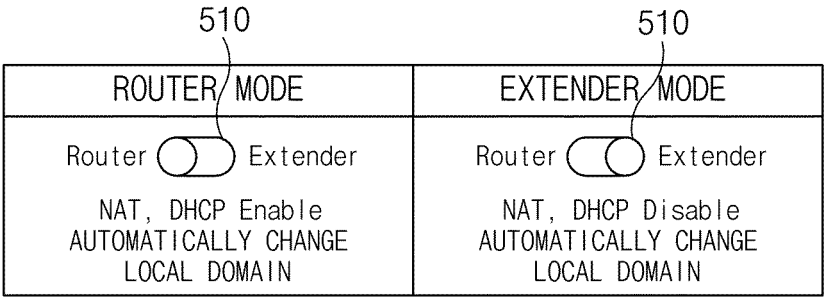 510
510
ROUTER MODE
EXTENDER MODE
Router
Extender
Router
Extender
NAT, DHCP Enable
AUTOMATICALLY CHANGE
LOCAL DOMAIN
NAT, DHCP Disable
AUTOMATICALLY CHANGE
LOCAL DOMAIN